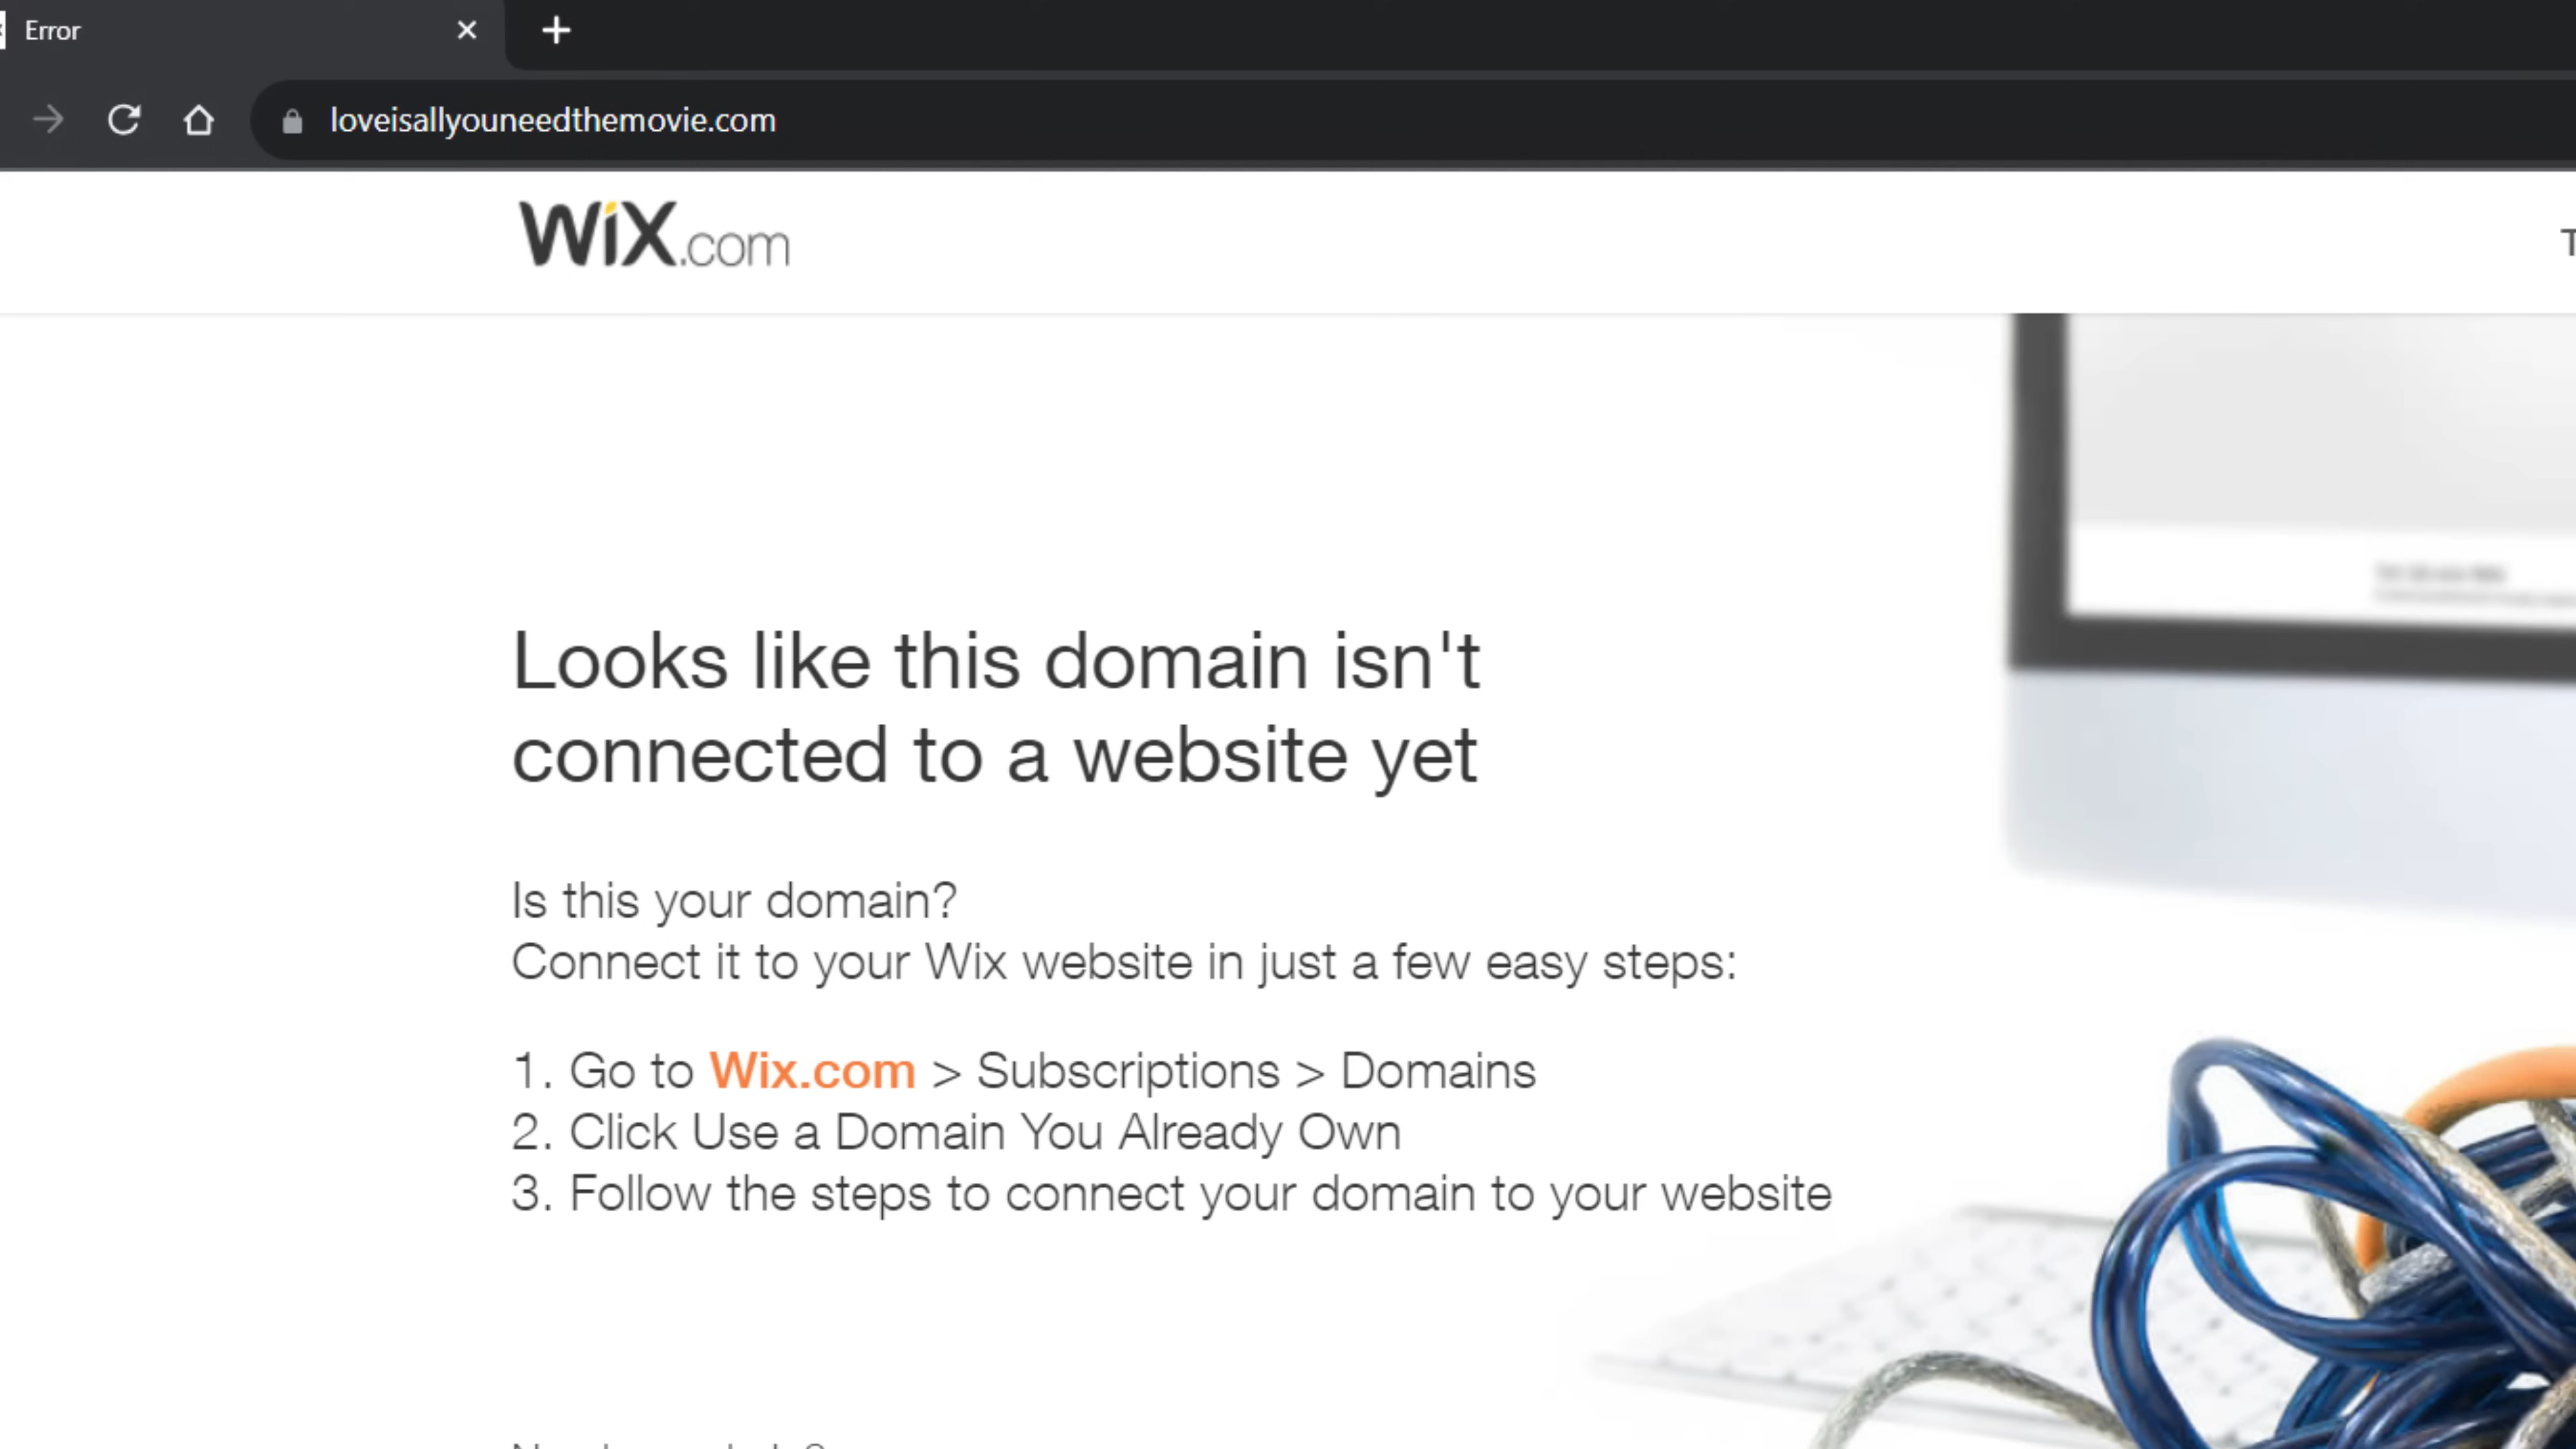 Error
loveisallyouneedthemovie.com
WiX.com
Looks like this domain isn't
connected to a website yet
Is this your domain?
Connect it to your Wix website in just a few easy steps:
1. Go to Wix.com > Subscriptions > Domains
2. Click Use a Domain You Already Own
3. Follow the steps to connect your domain to your website